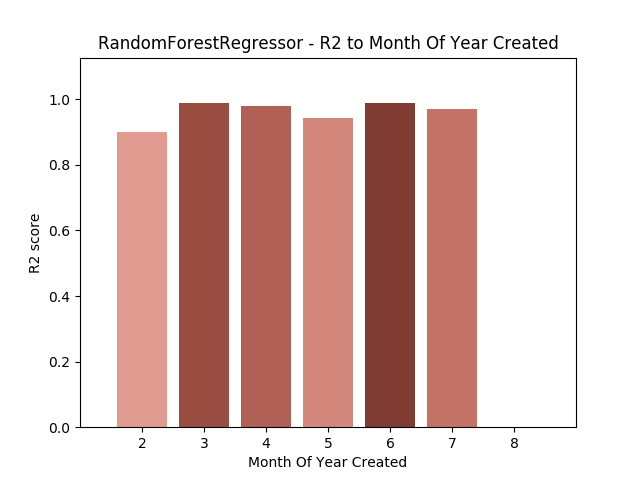 RandomForestRegressor - R2 to Month Of Year Created
1.0
0.8
0.6
0.4
0.2
0.0
R2 score
2 3 4 5 6 7 8
Month Of Year Created